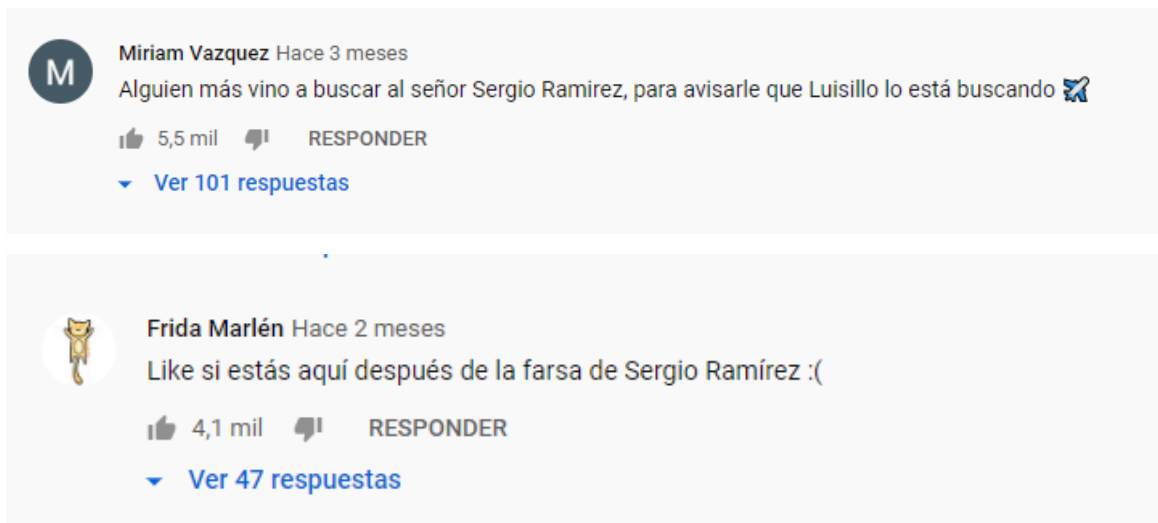 M
Miriam Vazquez Hace 3 meses
Alguien más vino a buscar al señor Sergio Ramirez, para avisarle que Luisillo lo está buscando
5,5 mil RESPONDER
Ver 101 respuestas
Frida Marlén Hace 2 meses
Like si estás aquí después de la farsa de Sergio Ramírez :(
4,1 mil RESPONDER
Ver 47 respuestas